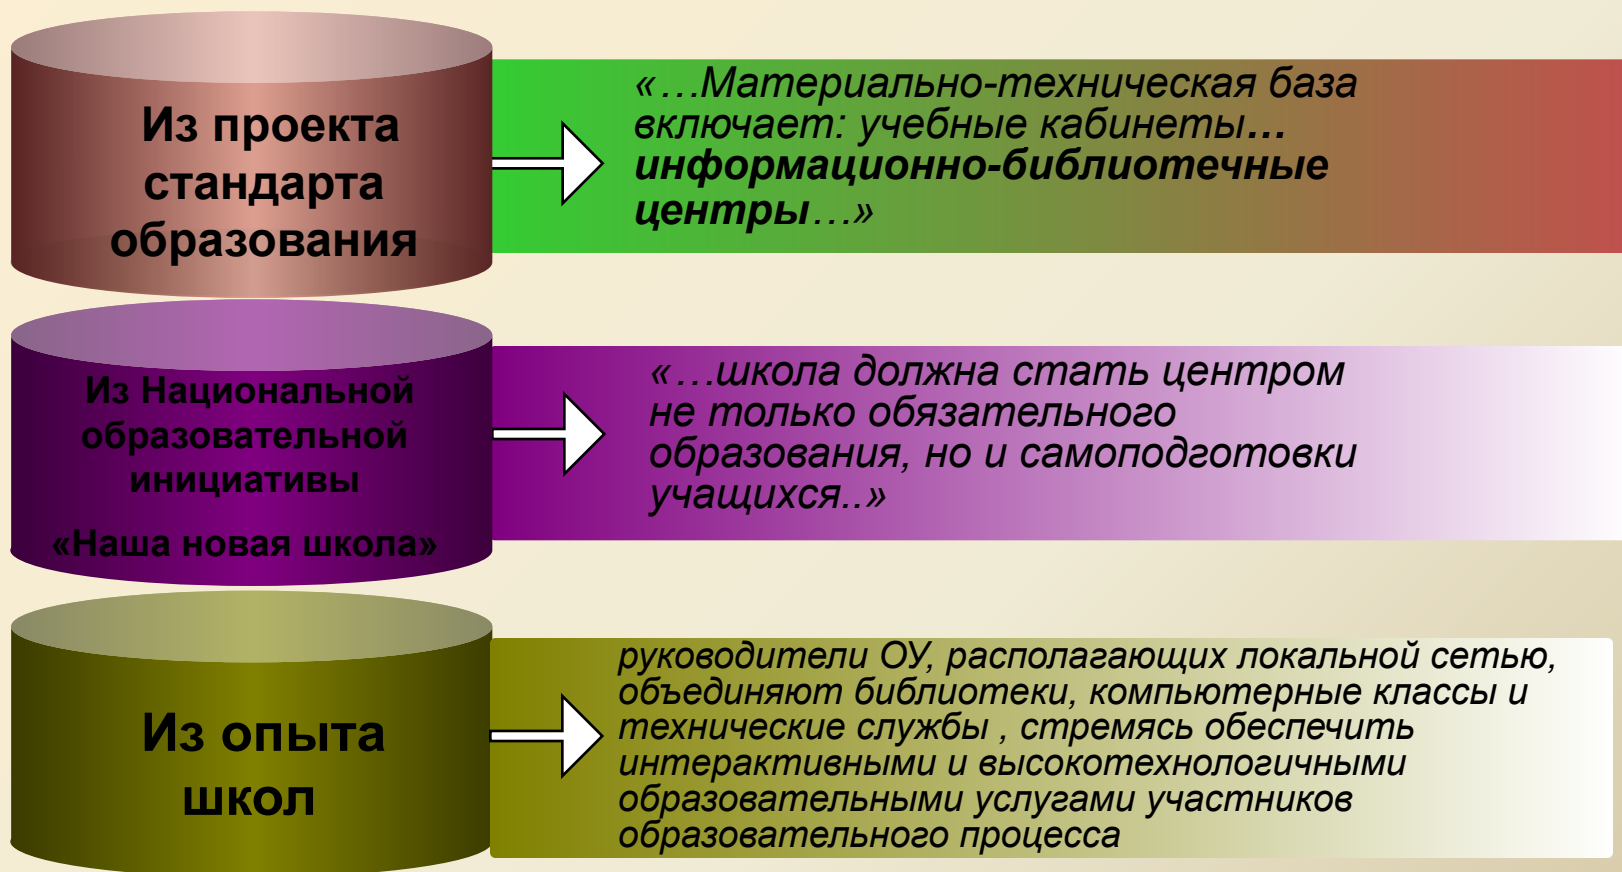 Из проекта
стандарта
образования
«…Материально-техническая база
включает: учебные кабинеты…
информационно-библиотечные
центры…»
Из Национальной
образовательной
инициативы
«Наша новая школа»
«…школа должна стать центром
не только обязательного
образования, но и самоподготовки
учащихся..»
Из опыта
школ
руководители ОУ, располагающих локальной сетью,
объединяют библиотеки, компьютерные классы и
технические службы , стремясь обеспечить
интерактивными и высокотехнологичными
образовательными услугами участников
образовательного процесса